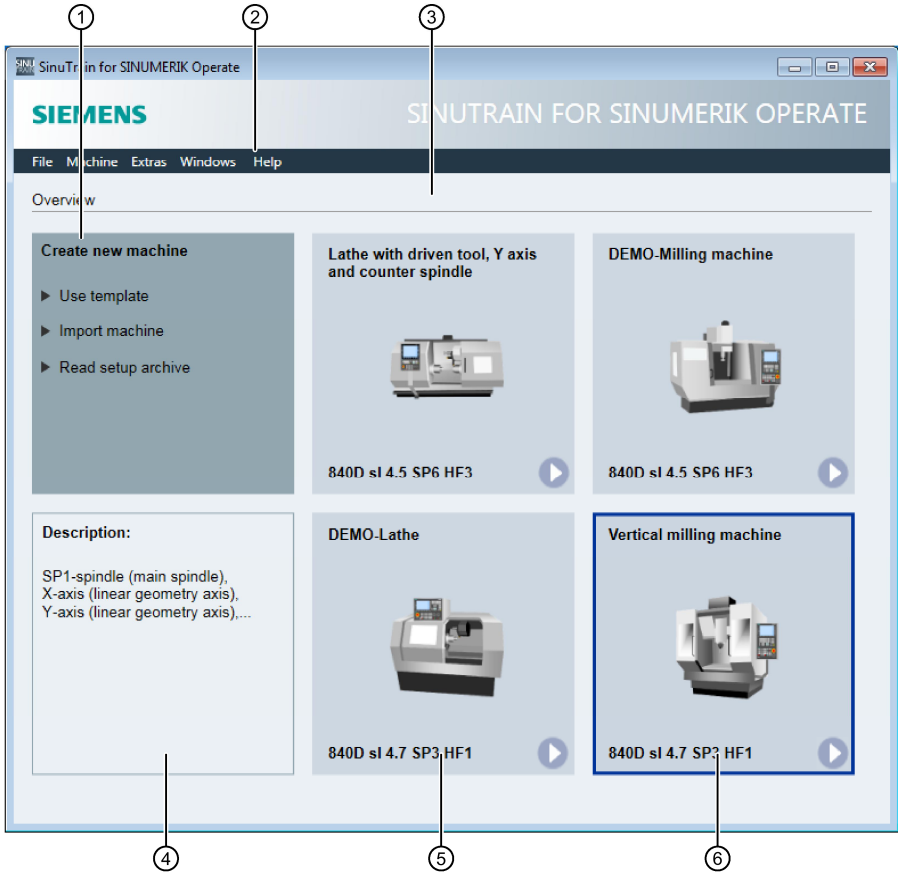 ① ② ③
SINU TRAIN SinuTrain for SINUMERIK Operate
SIEMENS SINUTRAIN FOR SINUMERIK OPERATE
File Machine Extras Windows Help
Overview
Create new machine
Use template
Import machine
Read setup archive
Lathe with driven tool, Y axis
and counter spindle
840D sl 4.5 SP6 HF3
DEMO-Milling machine
840D sl 4.5 SP6 HF3
Description:
SP1-spindle (main spindle),
X-axis (linear geometry axis),
Y-axis (linear geometry axis),...
DEMO-Lathe
840D sl 4.7 SP3 HF1
Vertical milling machine
840D sl 4.7 SP3 HF1
④ ⑤ ⑥